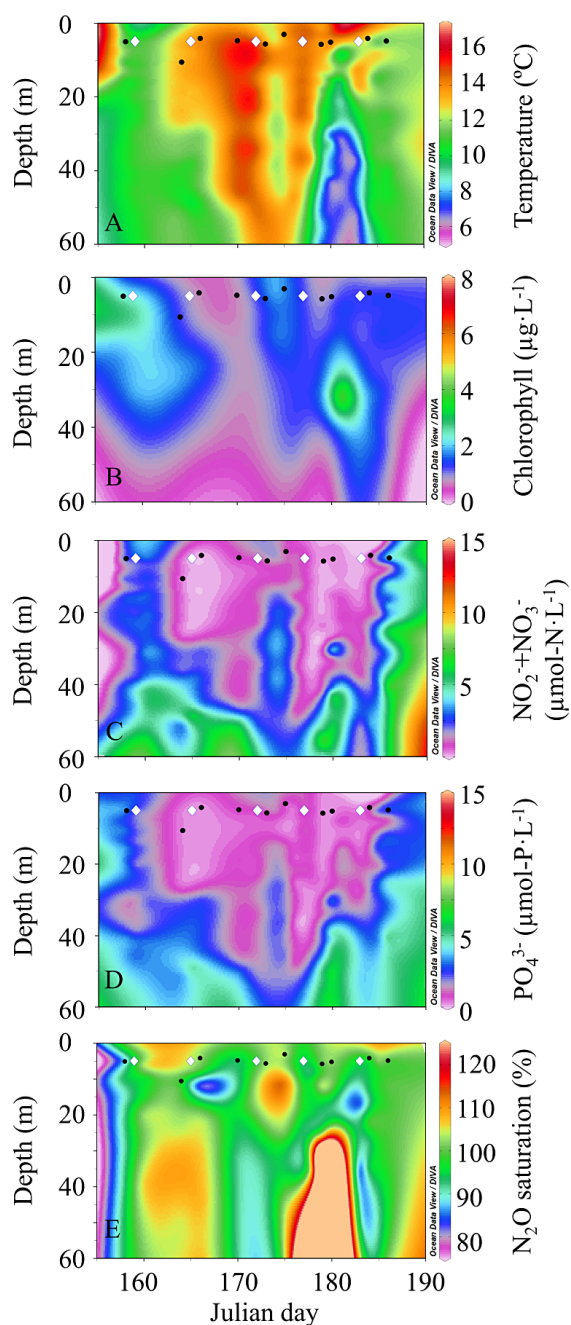 0
20
40
60
Depth (m)
A
Ocean Data View / DIVA
16
14
12
10
8
6
Temperature (ºC)
0
20
40
60
Depth (m)
B
Ocean Data View / DIVA
8
6
4
2
0
Chlorophyll (µg·L⁻¹)
0
20
40
60
Depth (m)
C
Ocean Data View / DIVA
15
10
5
0
NO₂⁻+NO₃⁻
(µmol-N·L⁻¹)
0
20
40
60
Depth (m)
D
Ocean Data View / DIVA
15
10
5
0
PO₄³⁻ (µmol-P·L⁻¹)
0
20
40
60
Depth (m)
E
Ocean Data View / DIVA
120
110
100
90
80
N₂O saturation (%)
160 170 180 190
Julian day